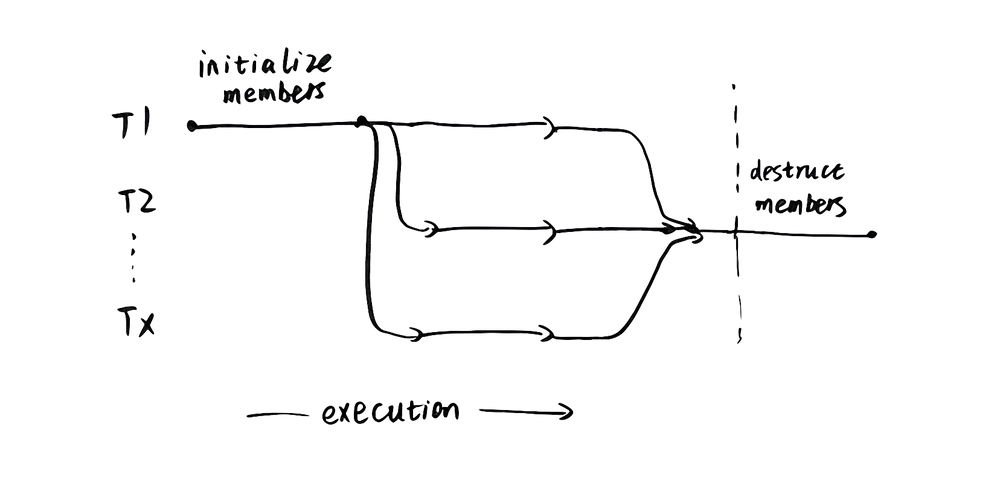 initialize
members
T1
T2
Tx
destruct
members
execution